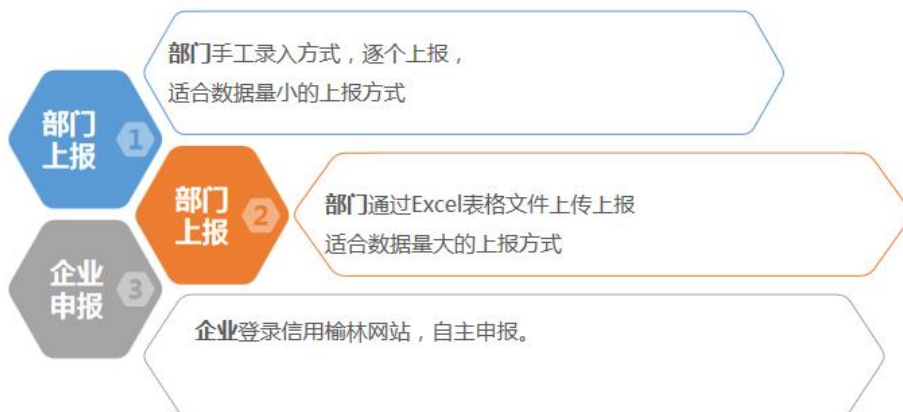 部门手工录入方式，逐个上报，
适合数据量小的上报方式
部门
上报
1
部门
上报
2
部门通过Excel表格文件上传上报
适合数据量大的上报方式
企业
申报
3
企业登录信用榆林网站，自主申报。